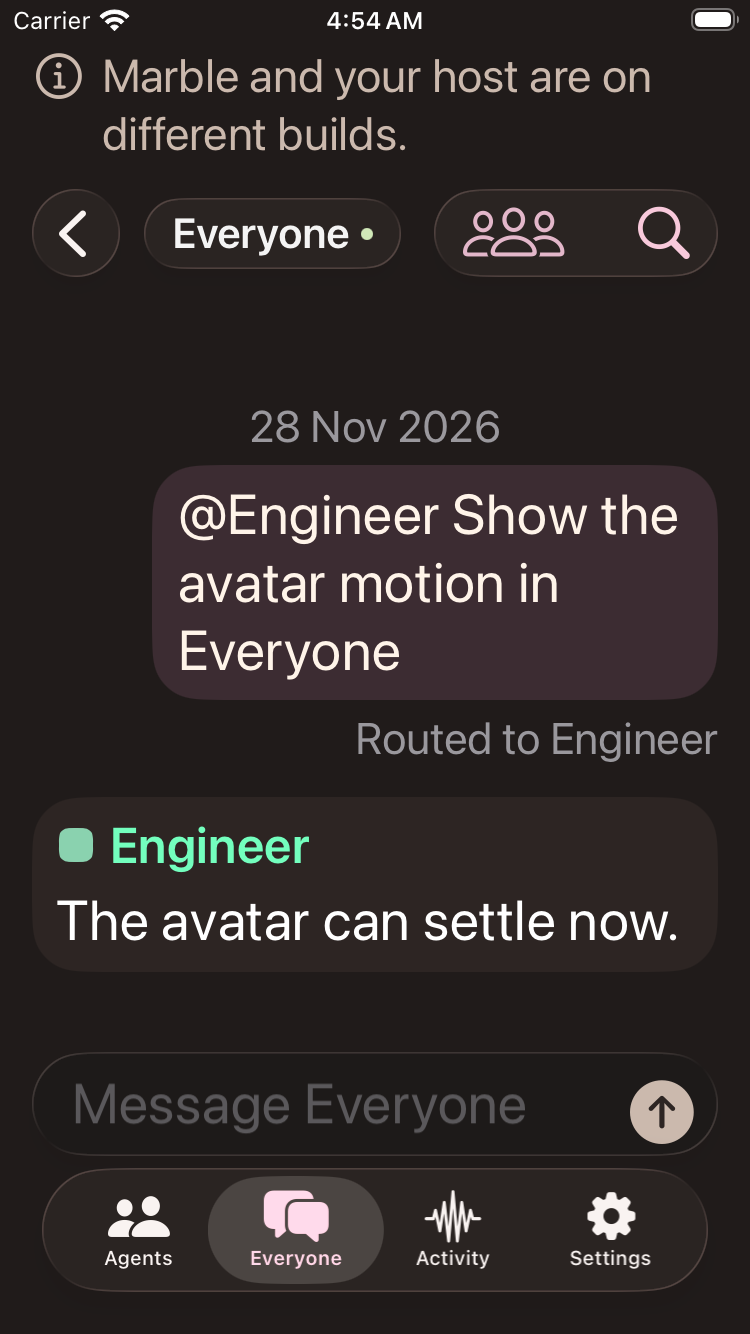 Carrier
4:54 AM
Marble and your host are on
different builds.
Everyone
28 Nov 2026
@Engineer Show the
avatar motion in
Everyone
Routed to Engineer
Engineer
The avatar can settle now.
Message Everyone
Agents
Everyone
Activity
Settings